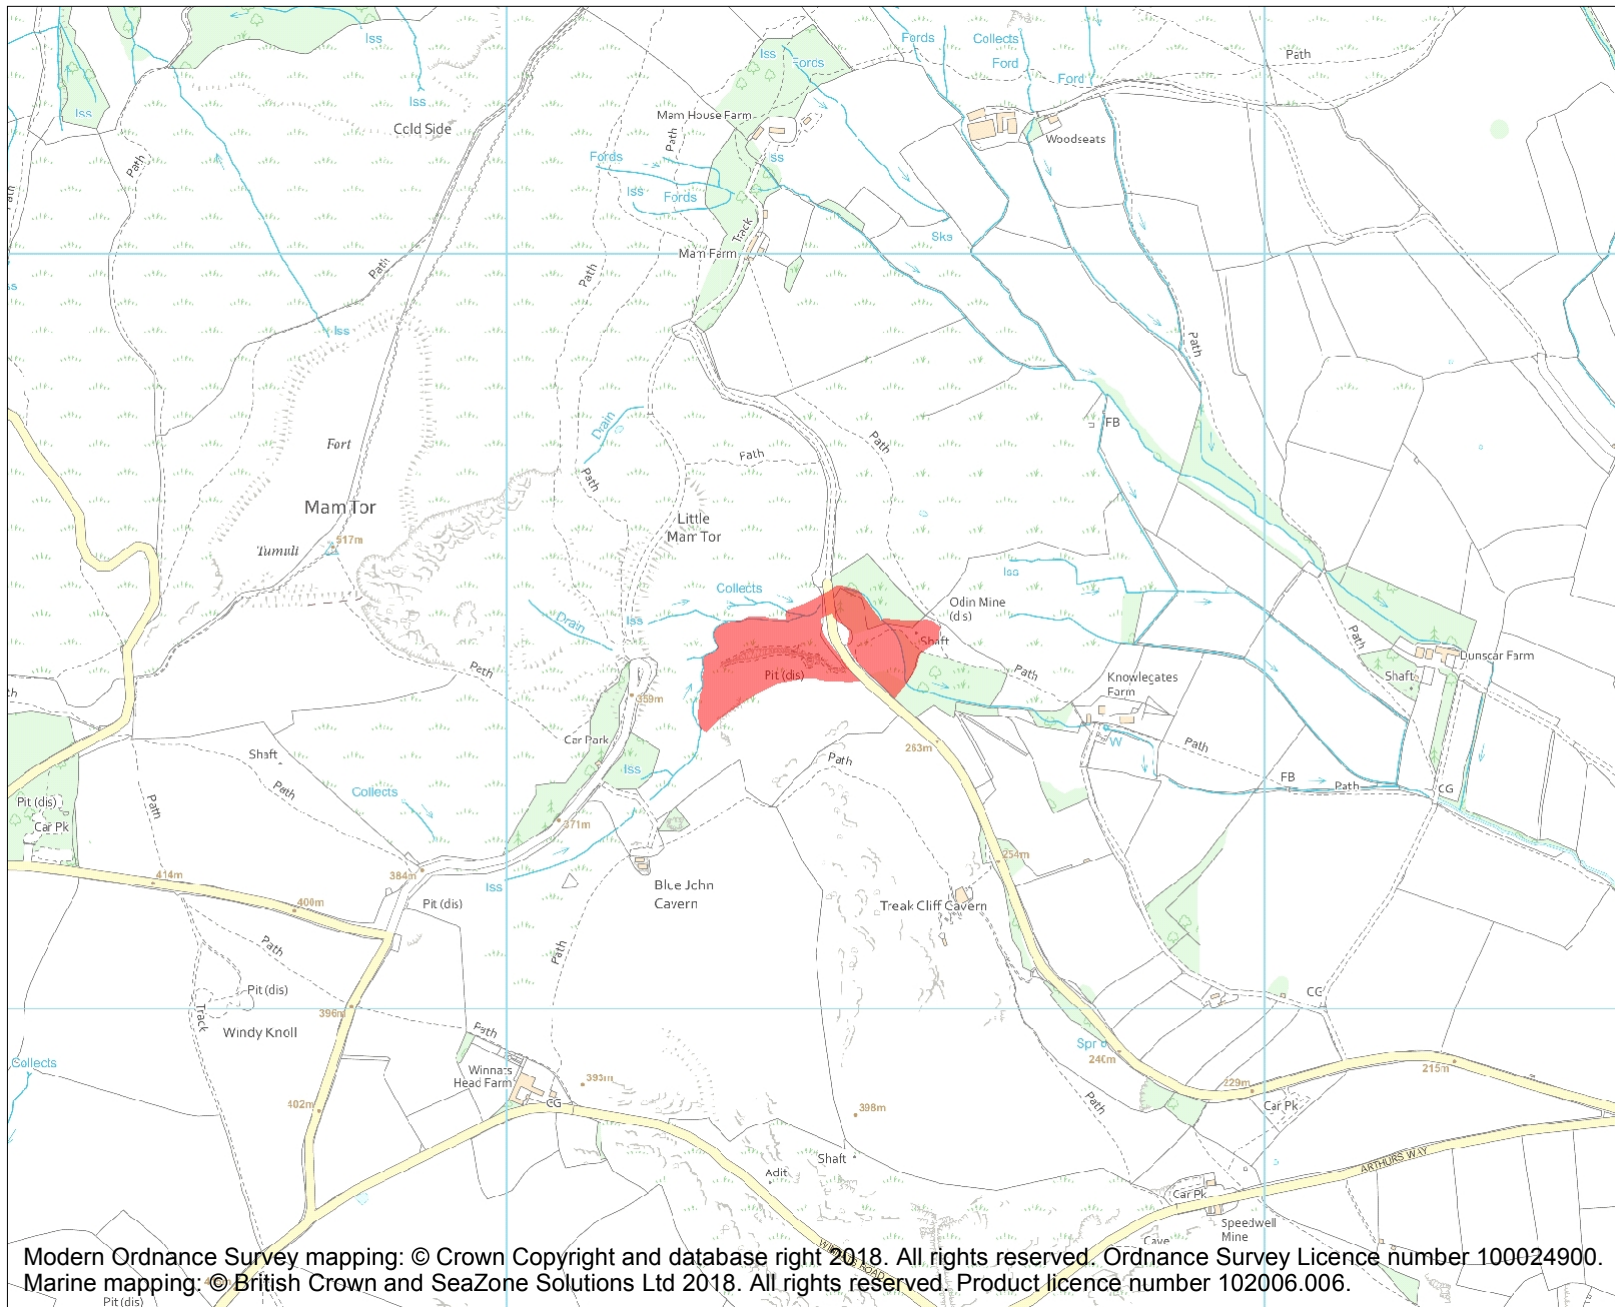 Iss
Fords
Collects
Iss
Fords
Ford
Path
Ford
Iss
Iss
Mam House Farm
Cold Side
Path
Woodseats
Path
Fords
Iss
Iss
Fords
Path
Track
Sks
Mam Farm
Path
Path
Iss
Path
Drain
FB
Fort
Path
Path
Path
Mam Tor
Little
Mam Tor
Tumuli
517m
Iss
Collects
Odin Mine
(dis)
Drain
Iss
Shaft
Path
Dunscar Farm
Path
Pit (dis)
Path
Knowlegates
Farm
Shaft
359m
Car Park
263m
W
Path
Shaft
Path
Iss
Path
FB
Path
CG
Collects
Pit (dis)
Car Pk
Path
371m
254m
414m
384m
Iss
Blue John
Cavern
Treak Cliff Cavern
400m
Pit (dis)
Path
Path
Pit (dis)
CG
396m
Track
Windy Knoll
Path
Spr
240m
Collects
Winnats
Head Farm
393m
229m
215m
402m
CG
398m
Path
Car Pk
Shaft
Adit
ARTHURS WAY
Car Pk
Speedwell
Mine
Cave
WINNATS ROAD
Modern Ordnance Survey mapping: © Crown Copyright and database right 2018. All rights reserved. Ordnance Survey Licence number 100024900.
Marine mapping: © British Crown and SeaZone Solutions Ltd 2018. All rights reserved. Product licence number 102006.006.
Pit (dis)